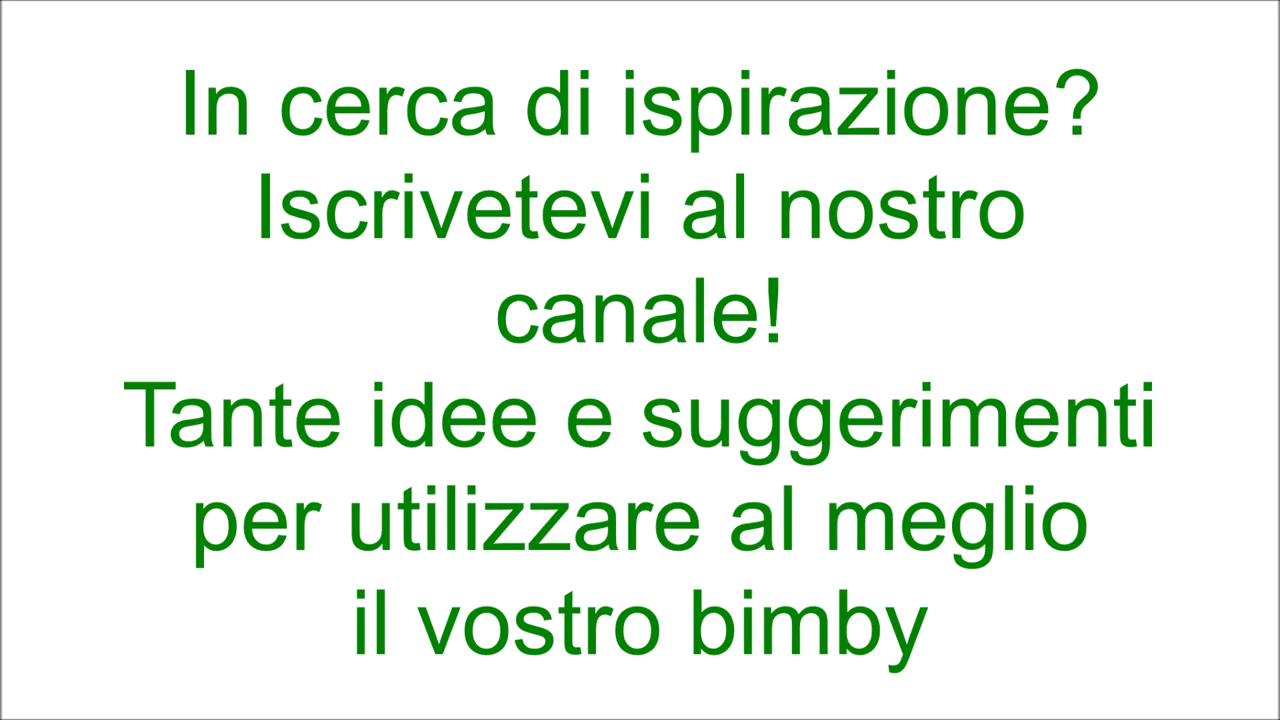 In cerca di ispirazione?
Iscrivetevi al nostro
canale!
Tante idee e suggerimenti
per utilizzare al meglio
il vostro bimby